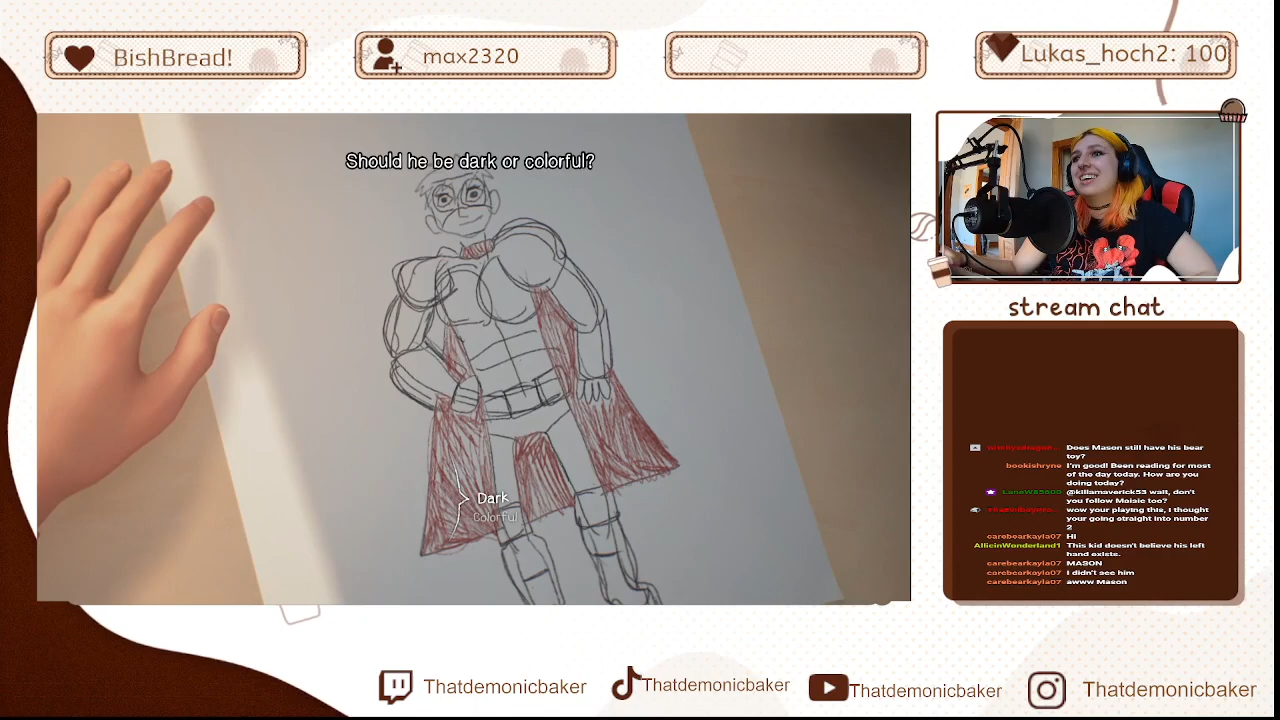 BishBread!
max2320
Lukas_hoch2: 100
Should he be dark or colorful?
Dark
Colorful
stream chat
Does Mason still have his bear
toy?
bookishryne I'm good! Been reading for most
of the day today. How are you
doing today?
LaneW85600 @killamaverick53 wait, don't
you follow Maisie too?
wow your playing this, i thought
your going straight into number
2
carebearkayla07 Hi
AllieinWonderland1 This kid doesn't believe his left
hand exists.
carebearkayla07 MASON
carebearkayla07 i didn't see him
carebearkayla07 awww Mason
Thatdemonicbaker
Thatdemonicbaker
Thatdemonicbaker
Thatdemonicbaker